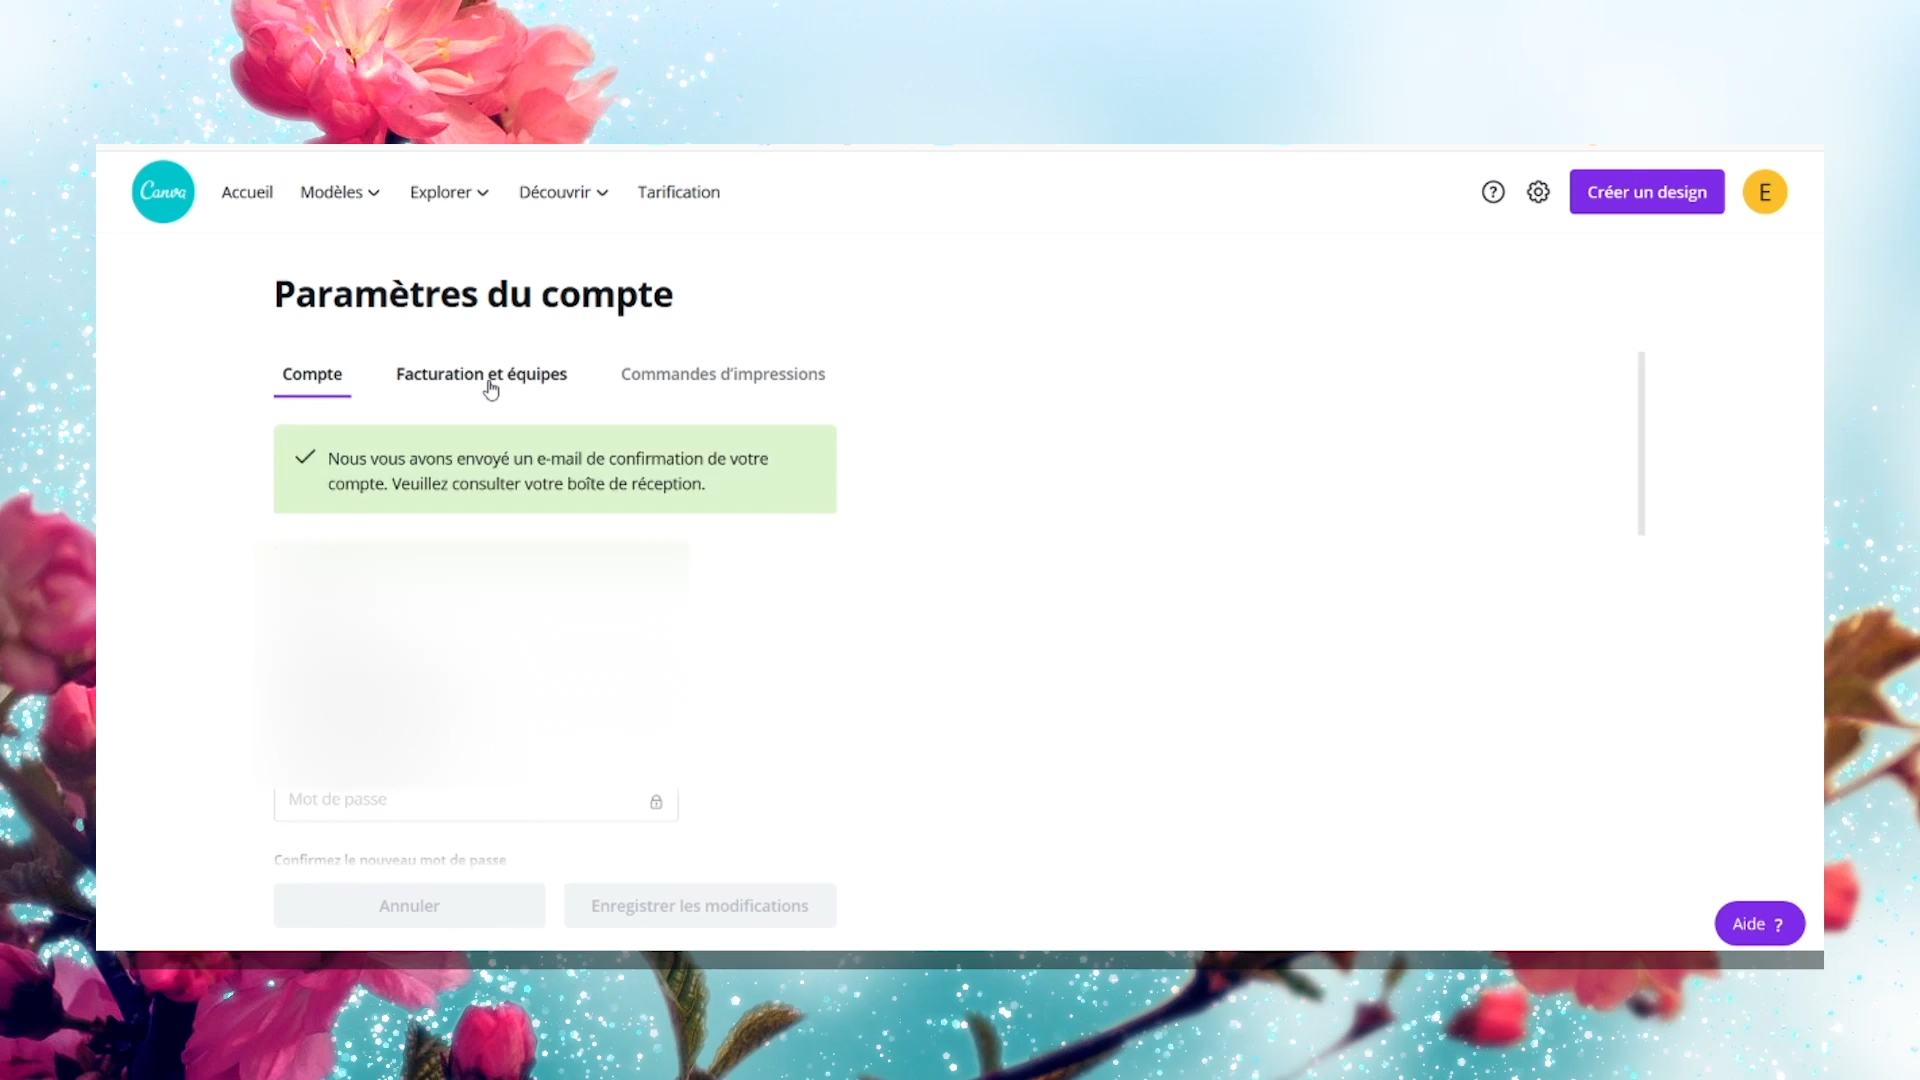 Canva
Accueil
Modèles
Explorer
Découvrir
Tarification
Créer un design
E
Paramètres du compte
Compte
Facturation et équipes
Commandes d’impressions
Nous vous avons envoyé un e-mail de confirmation de votre
compte. Veuillez consulter votre boîte de réception.
Mot de passe
Confirmez le nouveau mot de passe
Annuler
Enregistrer les modifications
Aide ?